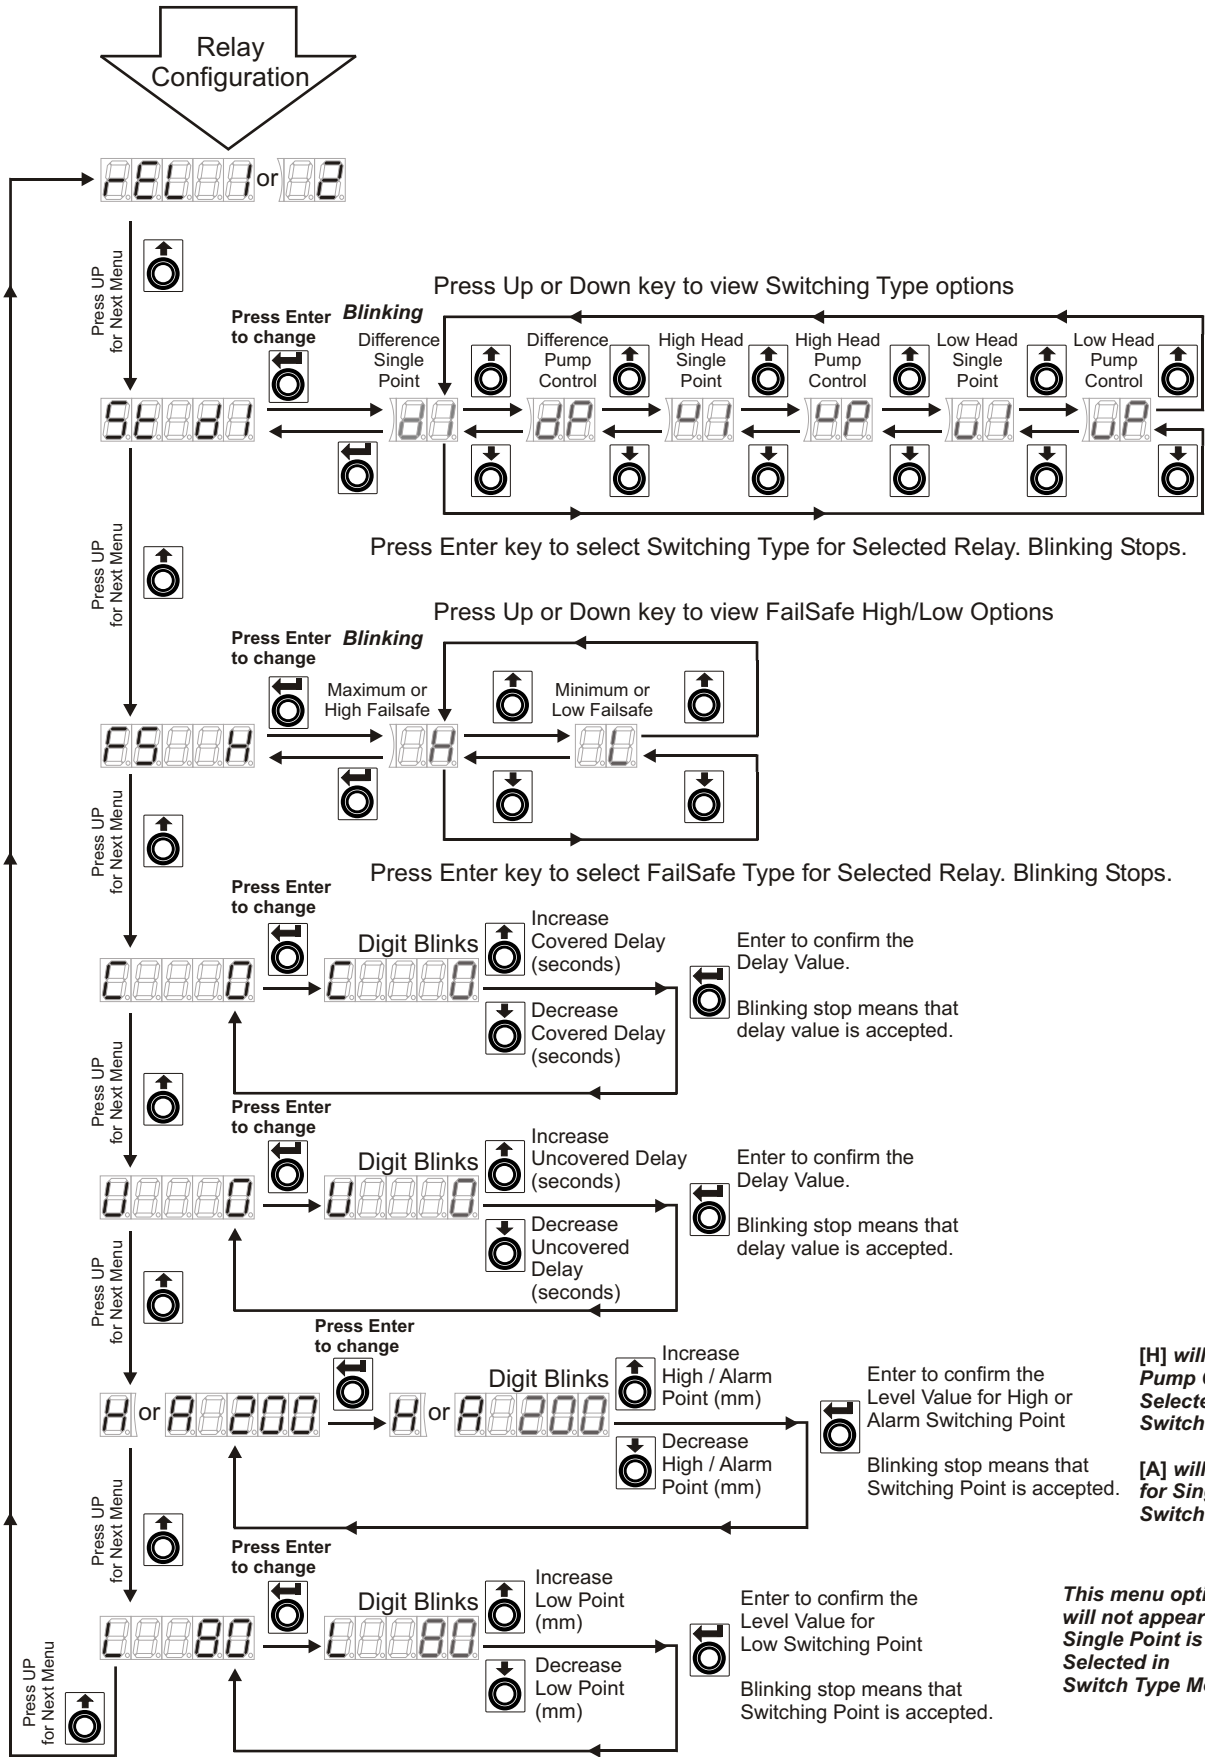 Relay
Configuration
rEL 1 or 2
Press UP
for Next Menu
Press Up or Down key to view Switching Type options
Press Enter
to change
Blinking
Difference
Single
Point
Difference
Pump
Control
High Head
Single
Point
High Head
Pump
Control
Low Head
Single
Point
Low Head
Pump
Control
St d1
d1
dP
Y1
YP
U1
UP
Press Enter key to select Switching Type for Selected Relay. Blinking Stops.
Press UP
for Next Menu
Press Up or Down key to view FailSafe High/Low Options
Press Enter
to change
Blinking
Maximum or
High Failsafe
Minimum or
Low Failsafe
FS H
H
L
Press UP
for Next Menu
Press Enter key to select FailSafe Type for Selected Relay. Blinking Stops.
Press Enter
to change
Digit Blinks
Increase
Covered Delay
(seconds)
Enter to confirm the
Delay Value.
C 0
C 0
Decrease
Covered Delay
(seconds)
Blinking stop means that
delay value is accepted.
Press UP
for Next Menu
Press Enter
to change
Digit Blinks
Increase
Uncovered Delay
(seconds)
Enter to confirm the
Delay Value.
U 0
U 0
Decrease
Uncovered
Delay
(seconds)
Blinking stop means that
delay value is accepted.
Press UP
for Next Menu
Press Enter
to change
Digit Blinks
Increase
High / Alarm
Point (mm)
Enter to confirm the
Level Value for High or
Alarm Switching Point
[H] will
Pump
Switch
H or A 200
H or A 200
Decrease
High / Alarm
Point (mm)
Blinking stop means that
Switching Point is accepted.
[A] will
for
Switch
Press UP
for Next Menu
Press Enter
to change
Digit Blinks
Increase
Low Point
(mm)
Enter to confirm the
Level Value for
Low Switching Point
This menu
will not appear
Single Point is
Selected in
Switch Type
L 80
L 80
Decrease
Low Point
(mm)
Blinking stop means that
Switching Point is accepted.
Press UP
for Next Menu